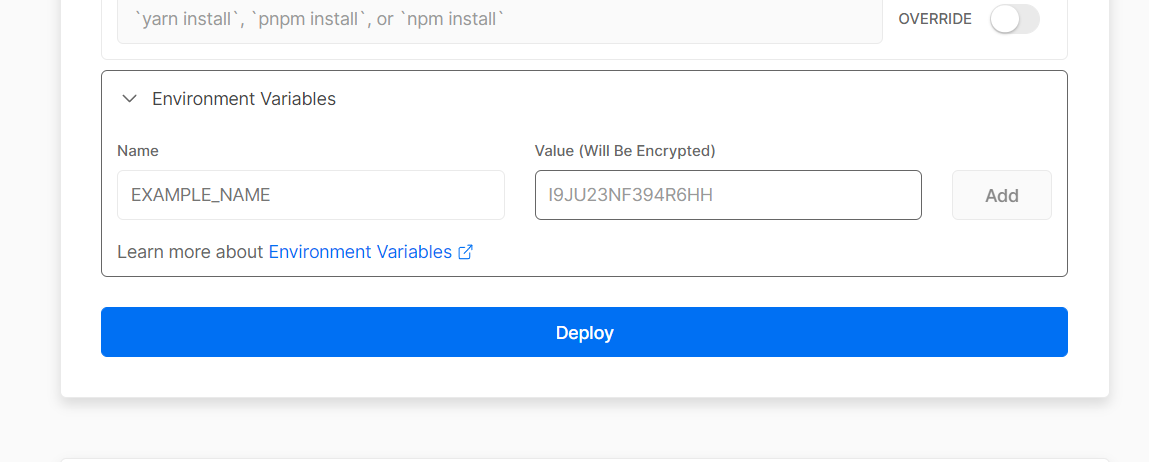 `yarn install`, `pnpm install`, or `npm install`
OVERRIDE
Environment Variables
Name
Value (Will Be Encrypted)
EXAMPLE_NAME
I9JU23NF394R6HH
Add
Learn more about Environment Variables
Deploy